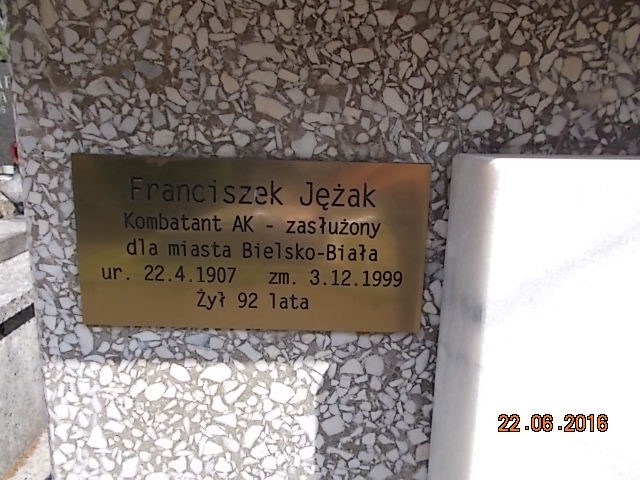 Franciszek Jężak
Kombatant AK - zasłużony
dla miasta Bielsko-Biała
ur. 22.4.1907 zm. 3.12.1999
Żył 92 lata
22.06.2016